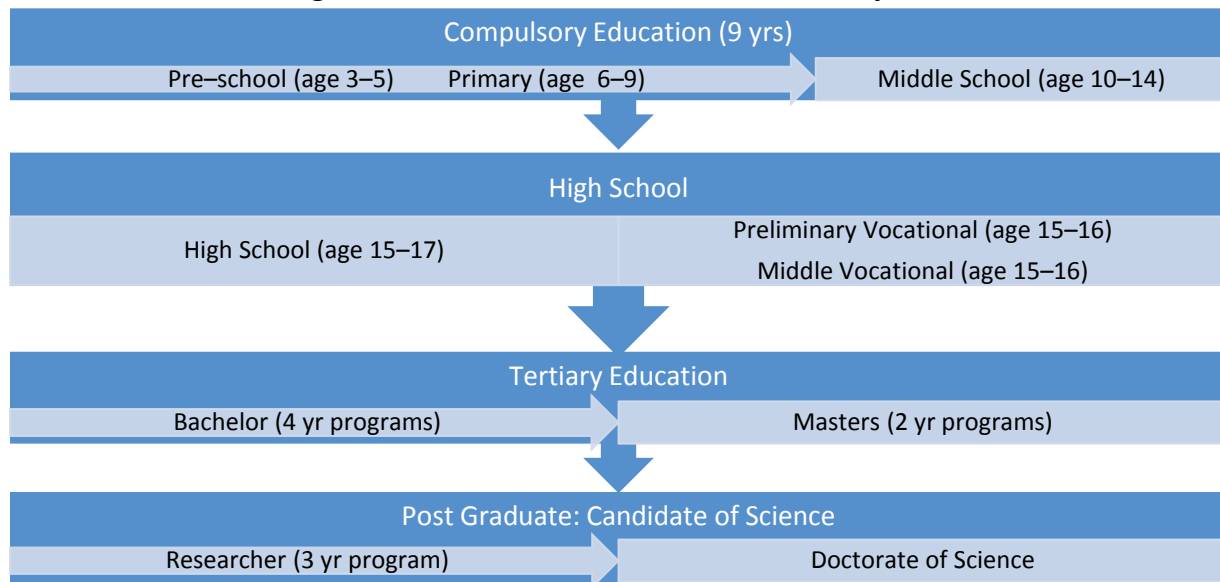 Compulsory Education (9 yrs)
Pre–school (age 3–5) Primary (age 6–9)
Middle School (age 10–14)
High School
High School (age 15–17)
Preliminary Vocational (age 15–16)
Middle Vocational (age 15–16)
Tertiary Education
Bachelor (4 yr programs)
Masters (2 yr programs)
Post Graduate: Candidate of Science
Researcher (3 yr program)
Doctorate of Science